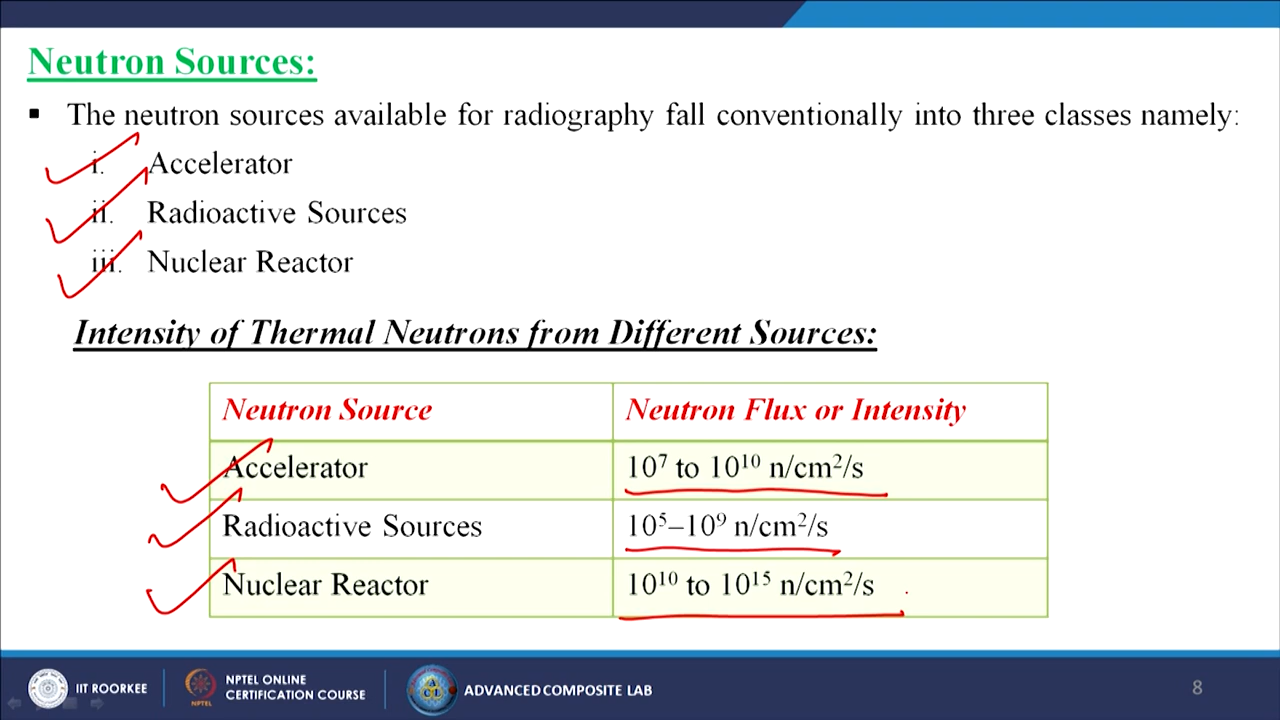 Neutron Sources:
▪ The neutron sources available for radiography fall conventionally into three classes namely:
i. Accelerator
ii. Radioactive Sources
iii. Nuclear Reactor
Intensity of Thermal Neutrons from Different Sources:
Neutron Source Neutron Flux or Intensity
Accelerator 10⁷ to 10¹⁰ n/cm²/s
Radioactive Sources 10⁵–10⁹ n/cm²/s
Nuclear Reactor 10¹⁰ to 10¹⁵ n/cm²/s
IIT ROORKEE
NPTEL ONLINE
CERTIFICATION COURSE
ADVANCED COMPOSITE LAB
8